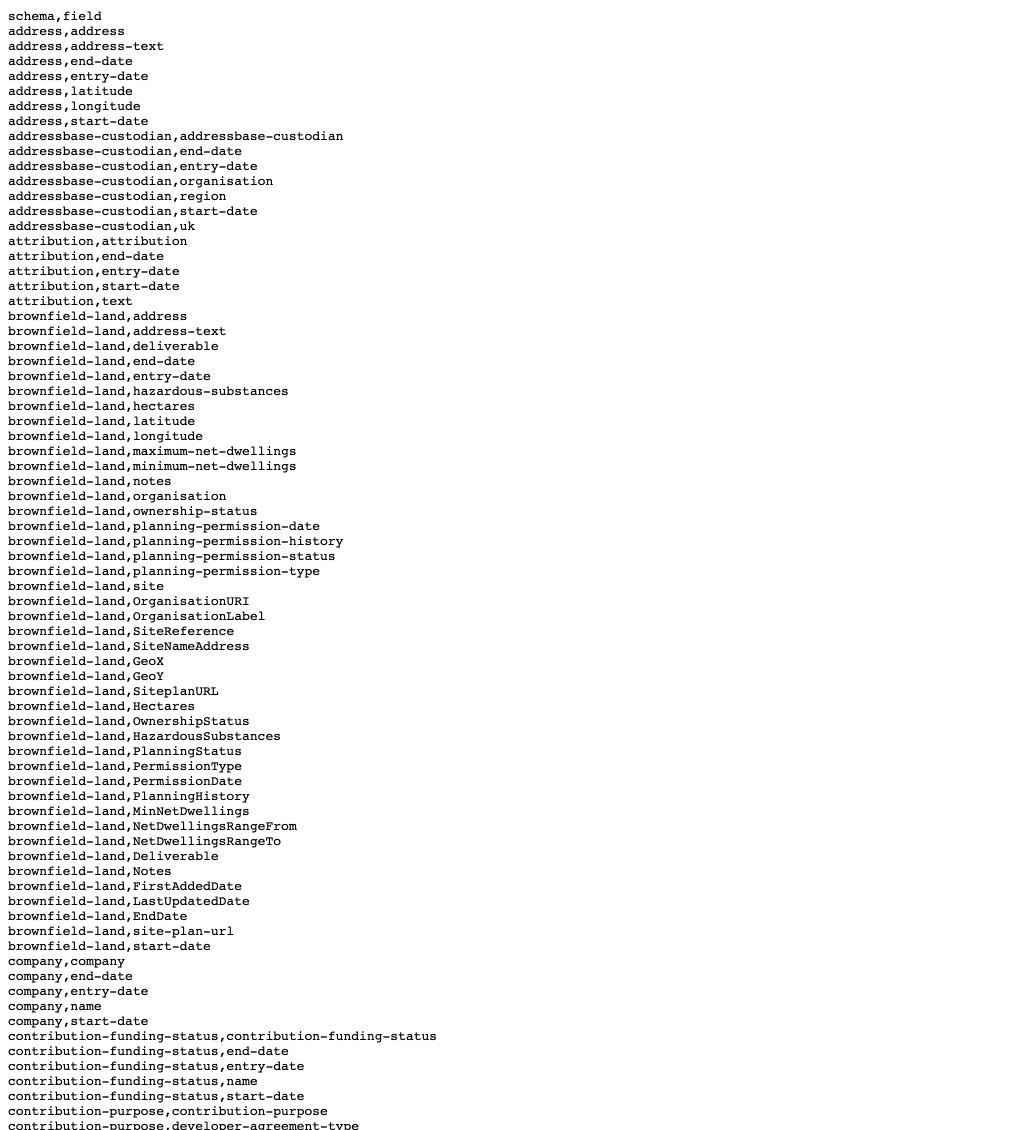 schema,field
address,address
address,address-text
address,end-date
address,entry-date
address,latitude
address,longitude
address,start-date
addressbase-custodian,addressbase-custodian
addressbase-custodian,end-date
addressbase-custodian,entry-date
addressbase-custodian,organisation
addressbase-custodian,region
addressbase-custodian,start-date
addressbase-custodian,uk
attribution,attribution
attribution,end-date
attribution,entry-date
attribution,start-date
attribution,text
brownfield-land,address
brownfield-land,address-text
brownfield-land,deliverable
brownfield-land,end-date
brownfield-land,entry-date
brownfield-land,hazardous-substances
brownfield-land,hectares
brownfield-land,latitude
brownfield-land,longitude
brownfield-land,maximum-net-dwellings
brownfield-land,minimum-net-dwellings
brownfield-land,notes
brownfield-land,organisation
brownfield-land,ownership-status
brownfield-land,planning-permission-date
brownfield-land,planning-permission-history
brownfield-land,planning-permission-status
brownfield-land,planning-permission-type
brownfield-land,site
brownfield-land,OrganisationURI
brownfield-land,OrganisationLabel
brownfield-land,SiteReference
brownfield-land,SiteNameAddress
brownfield-land,GeoX
brownfield-land,GeoY
brownfield-land,SiteplanURL
brownfield-land,Hectares
brownfield-land,OwnershipStatus
brownfield-land,HazardousSubstances
brownfield-land,PlanningStatus
brownfield-land,PermissionType
brownfield-land,PermissionDate
brownfield-land,PlanningHistory
brownfield-land,MinNetDwellings
brownfield-land,NetDwellingsRangeFrom
brownfield-land,NetDwellingsRangeTo
brownfield-land,Deliverable
brownfield-land,Notes
brownfield-land,FirstAddedDate
brownfield-land,LastUpdatedDate
brownfield-land,EndDate
brownfield-land,site-plan-url
brownfield-land,start-date
company,company
company,end-date
company,entry-date
company,name
company,start-date
contribution-funding-status,contribution-funding-status
contribution-funding-status,end-date
contribution-funding-status,entry-date
contribution-funding-status,name
contribution-funding-status,start-date
contribution-purpose,contribution-purpose
contribution-purpose,developer-agreement-type